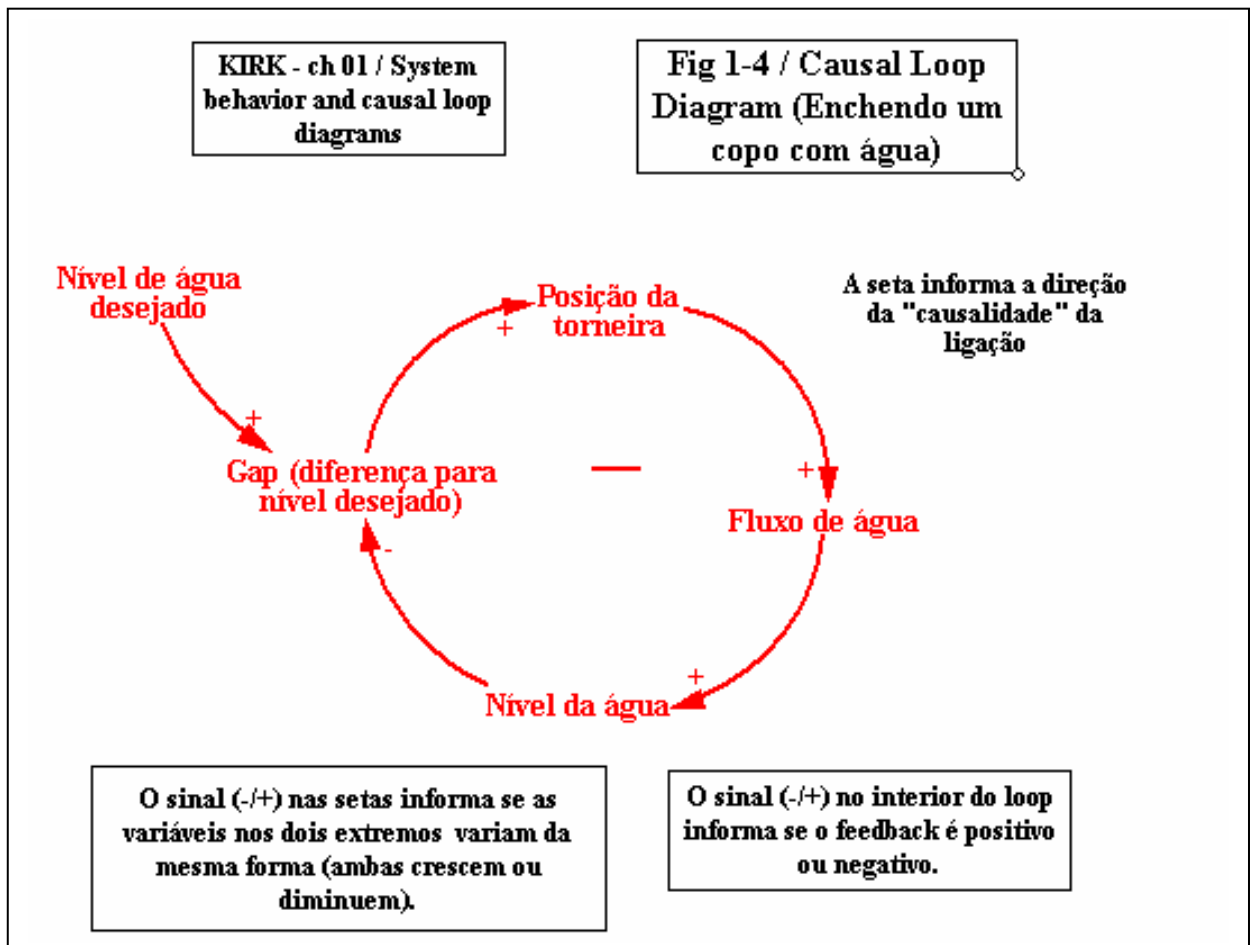 KIRK - ch 01 / System
behavior and causal loop
diagrams
Fig 1-4 / Causal Loop
Diagram (Enchendo um
copo com água)
Nível de água
desejado
+
Posição da
torneira
+
A seta informa a direção
da "causalidade" da
ligação
Gap (diferença para
nível desejado)
-
—
+
Fluxo de água
+
Nível da água
O sinal (-/+) nas setas informa se as
variáveis nos dois extremos variam da
mesma forma (ambas crescem ou
diminuem).
O sinal (-/+) no interior do loop
informa se o feedback é positivo
ou negativo.